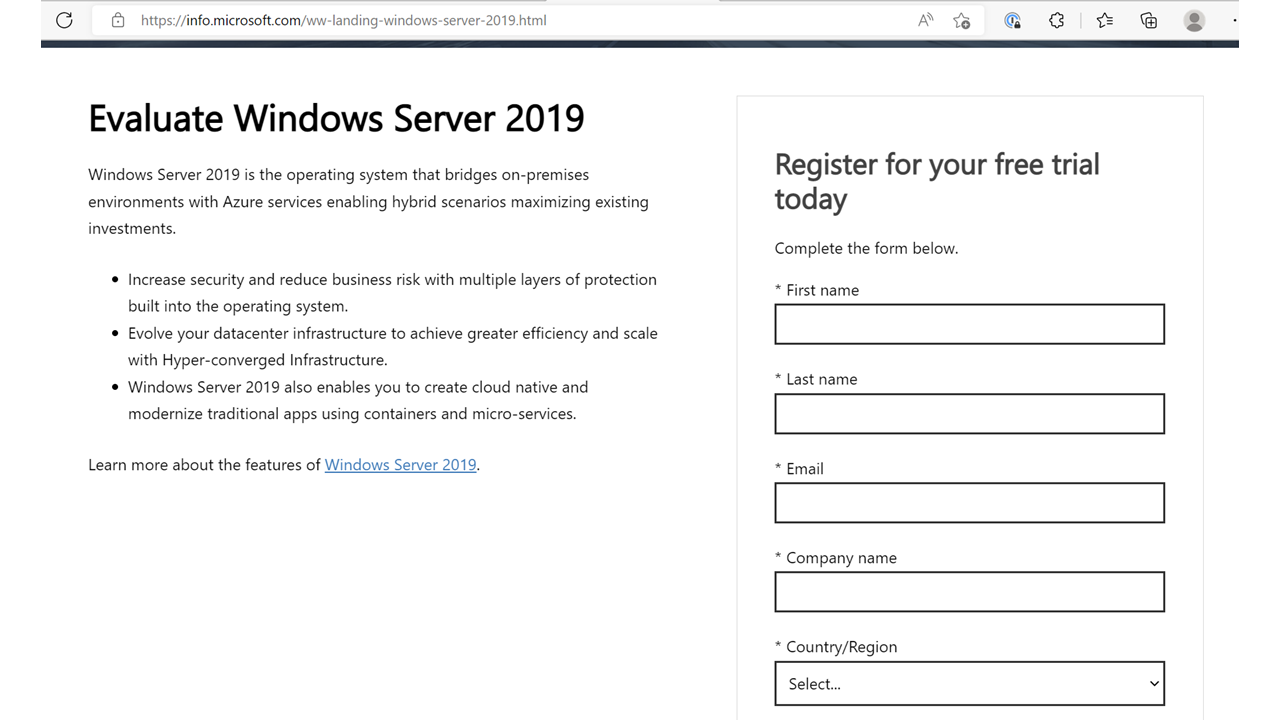 https://info.microsoft.com/ww-landing-windows-server-2019.html
Evaluate Windows Server 2019
Windows Server 2019 is the operating system that bridges on-premises
environments with Azure services enabling hybrid scenarios maximizing existing
investments.
Increase security and reduce business risk with multiple layers of protection
built into the operating system.
Evolve your datacenter infrastructure to achieve greater efficiency and scale
with Hyper-converged Infrastructure.
Windows Server 2019 also enables you to create cloud native and
modernize traditional apps using containers and micro-services.
Learn more about the features of Windows Server 2019.
Register for your free trial
today
Complete the form below.
* First name
* Last name
* Email
* Company name
* Country/Region
Select...